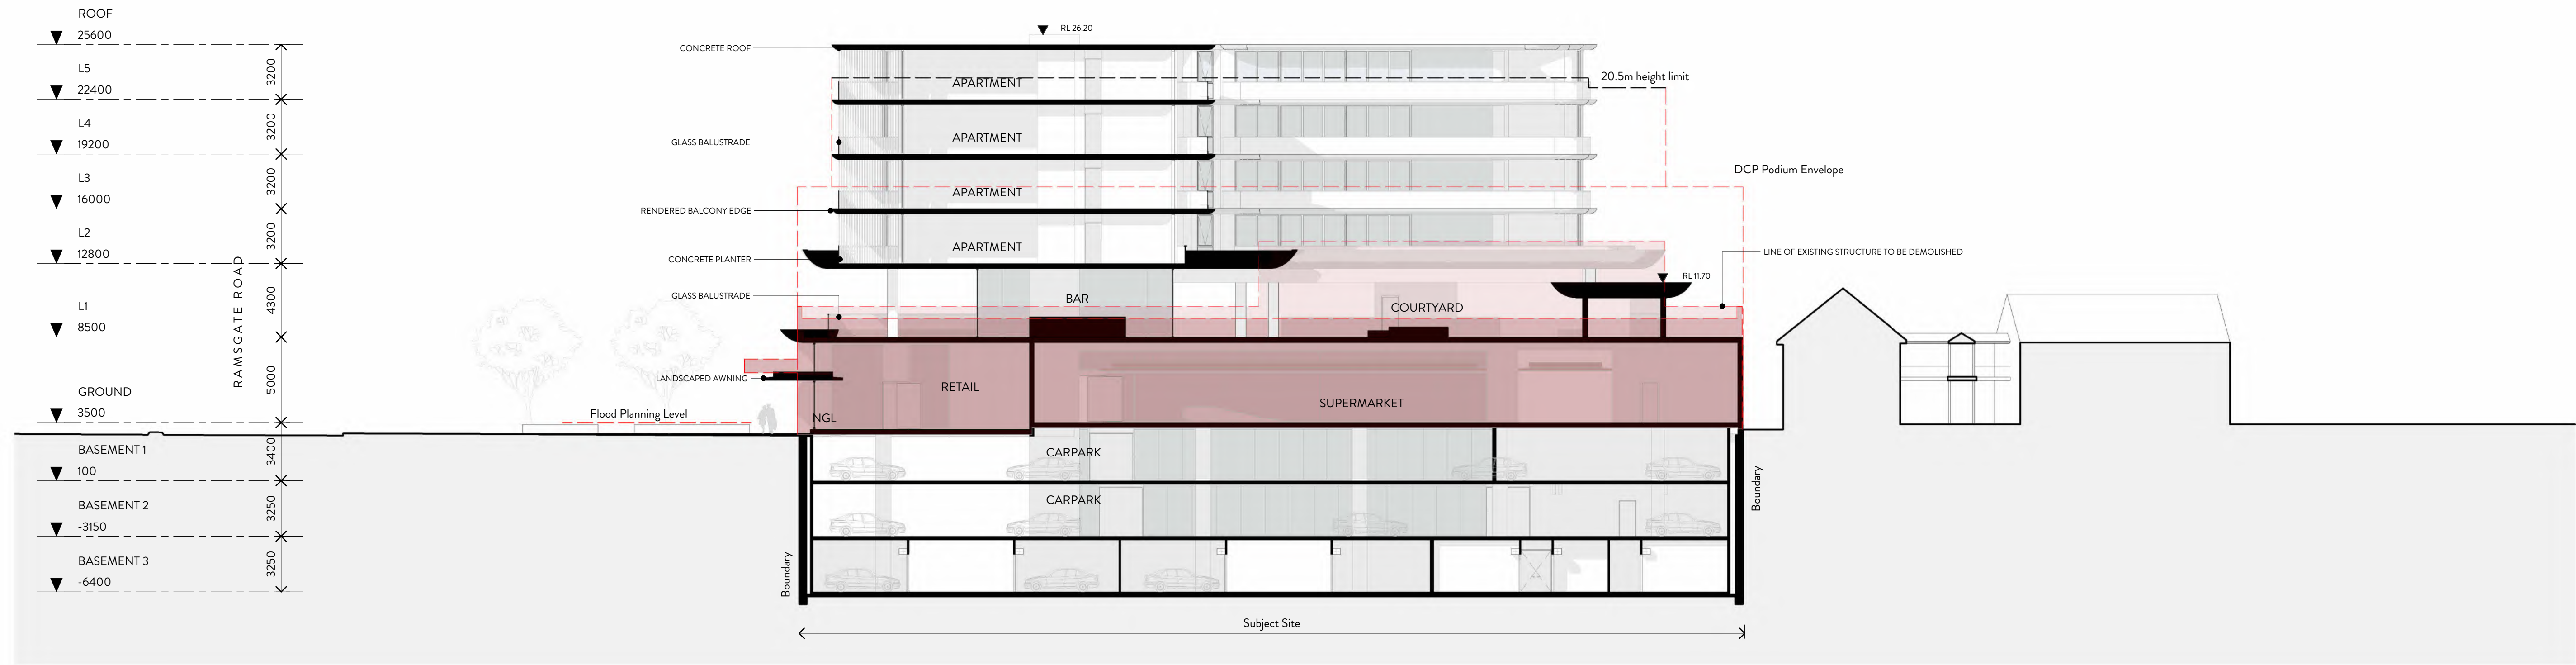 ROOF
25600
L5
22400
L4
19200
L3
16000
L2
12800
L1
8500
GROUND
3500
BASEMENT 1
100
BASEMENT 2
-3150
BASEMENT 3
-6400
RAMSGATE ROAD
3200
3200
3200
3200
4300
5000
3400
3250
3250
RL 26.20
CONCRETE ROOF
APARTMENT
20.5m height limit
GLASS BALUSTRADE
APARTMENT
DCP Podium Envelope
APARTMENT
RENDERED BALCONY EDGE
APARTMENT
CONCRETE PLANTER
LINE OF EXISTING STRUCTURE TO BE DEMOLISHED
RL 11.70
GLASS BALUSTRADE
BAR
COURTYARD
LANDSCAPED AWNING
RETAIL
SUPERMARKET
Flood Planning Level
NGL
CARPARK
CARPARK
Boundary
Boundary
Subject Site